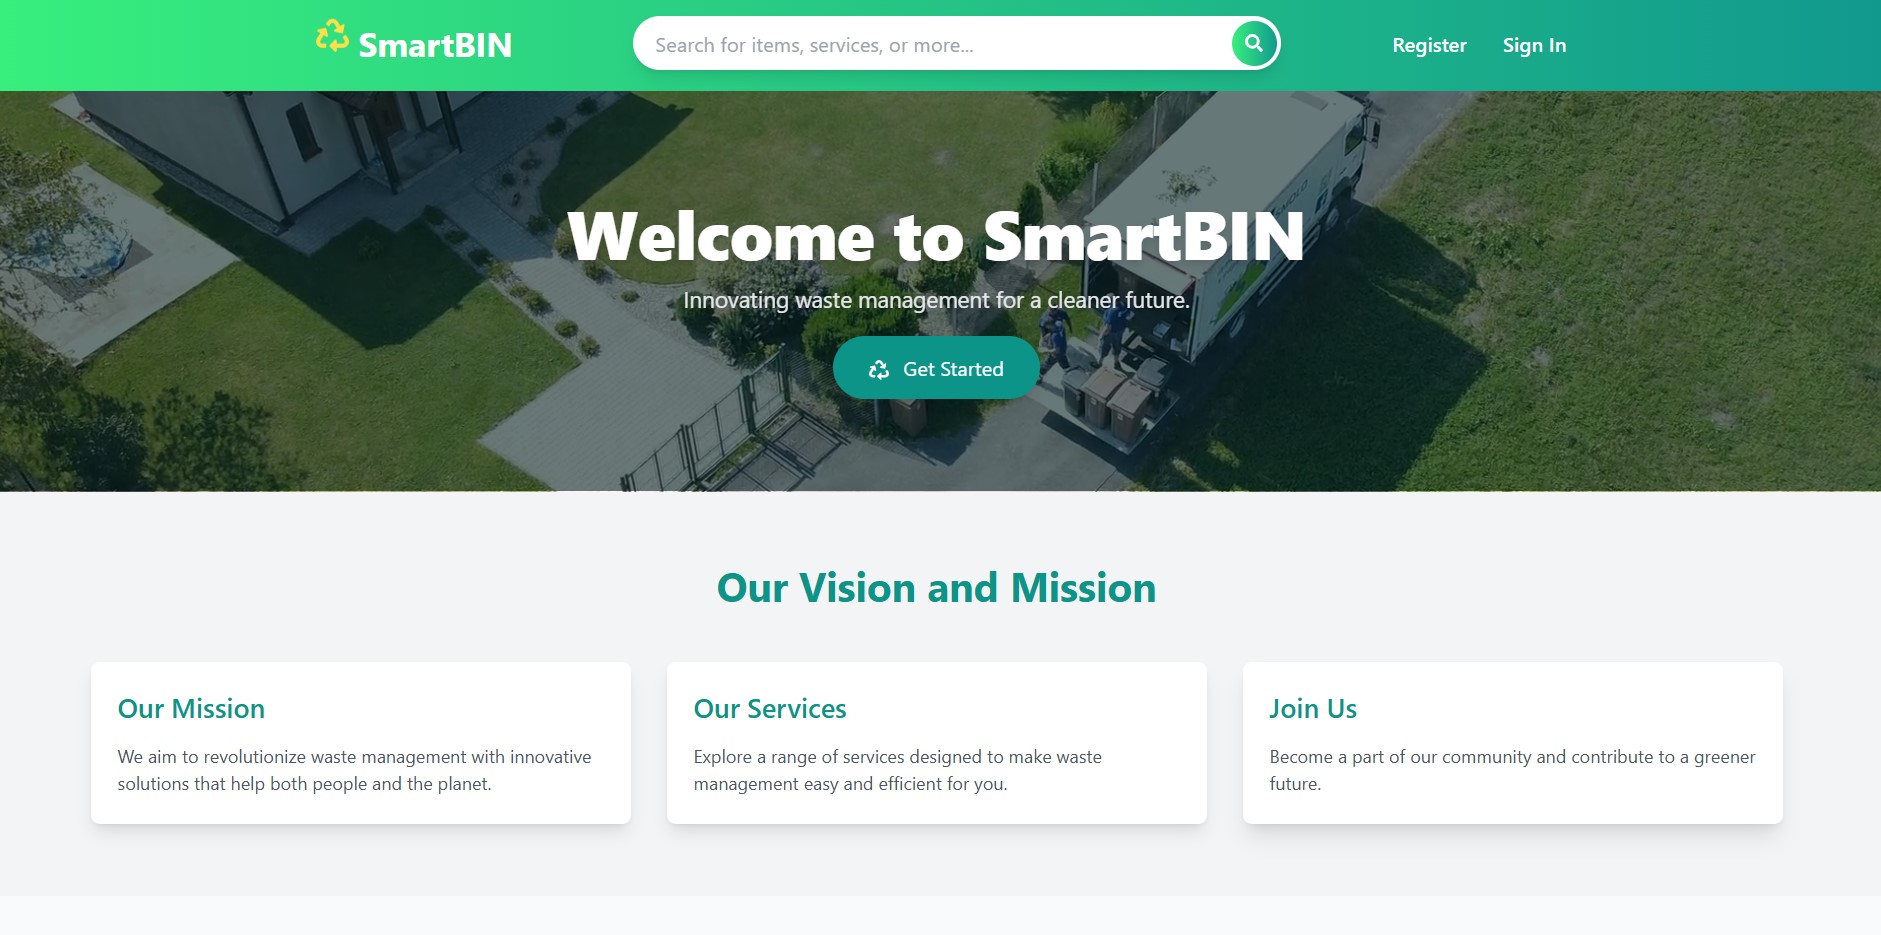 SmartBIN
Search for items, services, or more...
Register
Sign In
Welcome to SmartBIN
Innovating waste management for a cleaner future.
Get Started
Our Vision and Mission
Our Mission
We aim to revolutionize waste management with innovative
solutions that help both people and the planet.
Our Services
Explore a range of services designed to make waste
management easy and efficient for you.
Join Us
Become a part of our community and contribute to a greener
future.